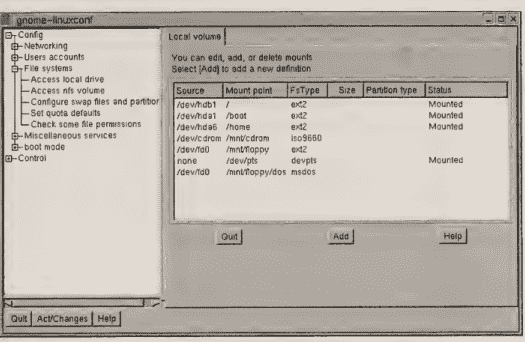 gnome-linuxconf
Config
Networking
Users accounts
File systems
Access local drive
Access nfs volume
Configure swap files and partition
Set quota defaults
Check some file permissions
Miscellaneous services
boot mode
Control
Local volume
You can edit, add, or delete mounts
Select [Add] to add a new definition
Source Mount point FsType Size Partition type Status
/dev/hdb1 / ext2 Mounted
/dev/hda1 /boot ext2 Mounted
/dev/hda6 /home ext2 Mounted
/dev/cdrom /mnt/cdrom iso9660
/dev/fd0 /mnt/floppy ext2
none /dev/pts devpts Mounted
/dev/fd0 /mnt/floppy/dos msdos
Quit Add Help
Quit Act/Changes Help